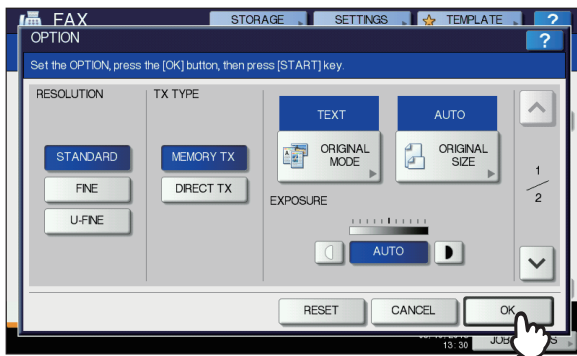 FAX STORAGE SETTINGS TEMPLATE ?
OPTION ?
Set the OPTION, press the [OK] button, then press [START] key.
RESOLUTION TX TYPE
TEXT AUTO
STANDARD MEMORY TX ORIGINAL MODE ORIGINAL SIZE
FINE DIRECT TX
1
2
EXPOSURE
U-FINE
AUTO
RESET CANCEL OK
13:30 JOB S